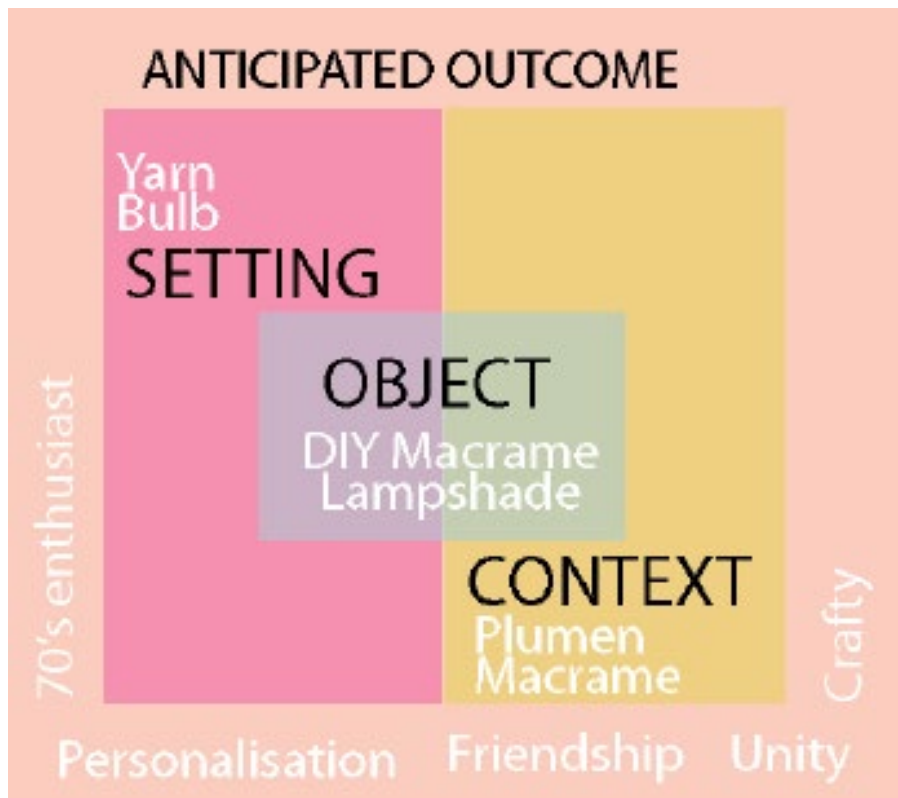 ANTICIPATED OUTCOME
Yarn
Bulb
SETTING
OBJECT
DIY Macrame
Lampshade
CONTEXT
Plumen
Macrame
70's enthusiast
Crafty
Personalisation
Friendship
Unity